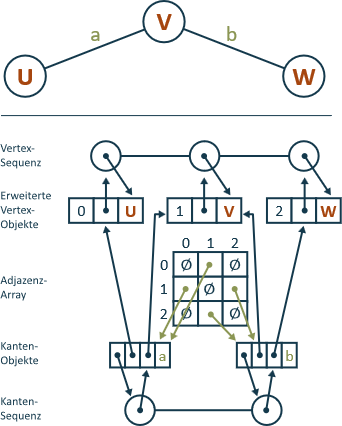 V
a b
U W
Vertex-
Sequenz
Erweiterte
Vertex-
Objekte
0 U 1 V 2 W
0 1 2
0 Ø Ø
Adjazenz-
Array
1 Ø
2 Ø
Kanten-
Objekte
a b
Kanten-
Sequenz